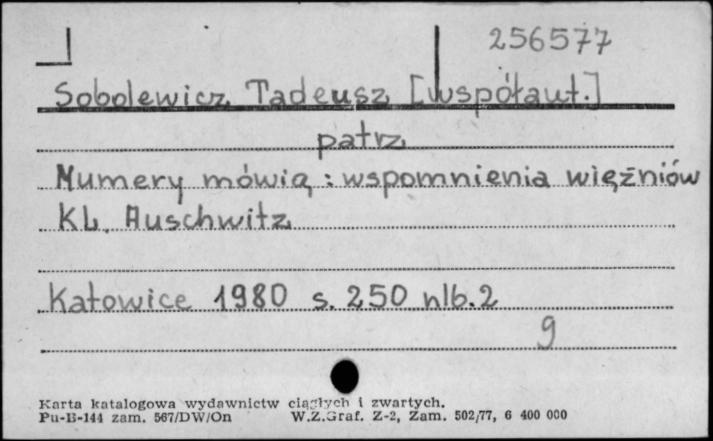 256577
Sobolewicz Tadeusz [współaut.]
patrz
Numery mówią : wspomnienia więźniów
KL Auschwitz
Katowice 1980 s. 250 nlb. 2
9
Karta katalogowa wydawnictw ciągłych i zwartych.
Pu-B-144 zam. 567/DW/On W.Z.Graf. Z-2, Zam. 502/77, 6 400 000